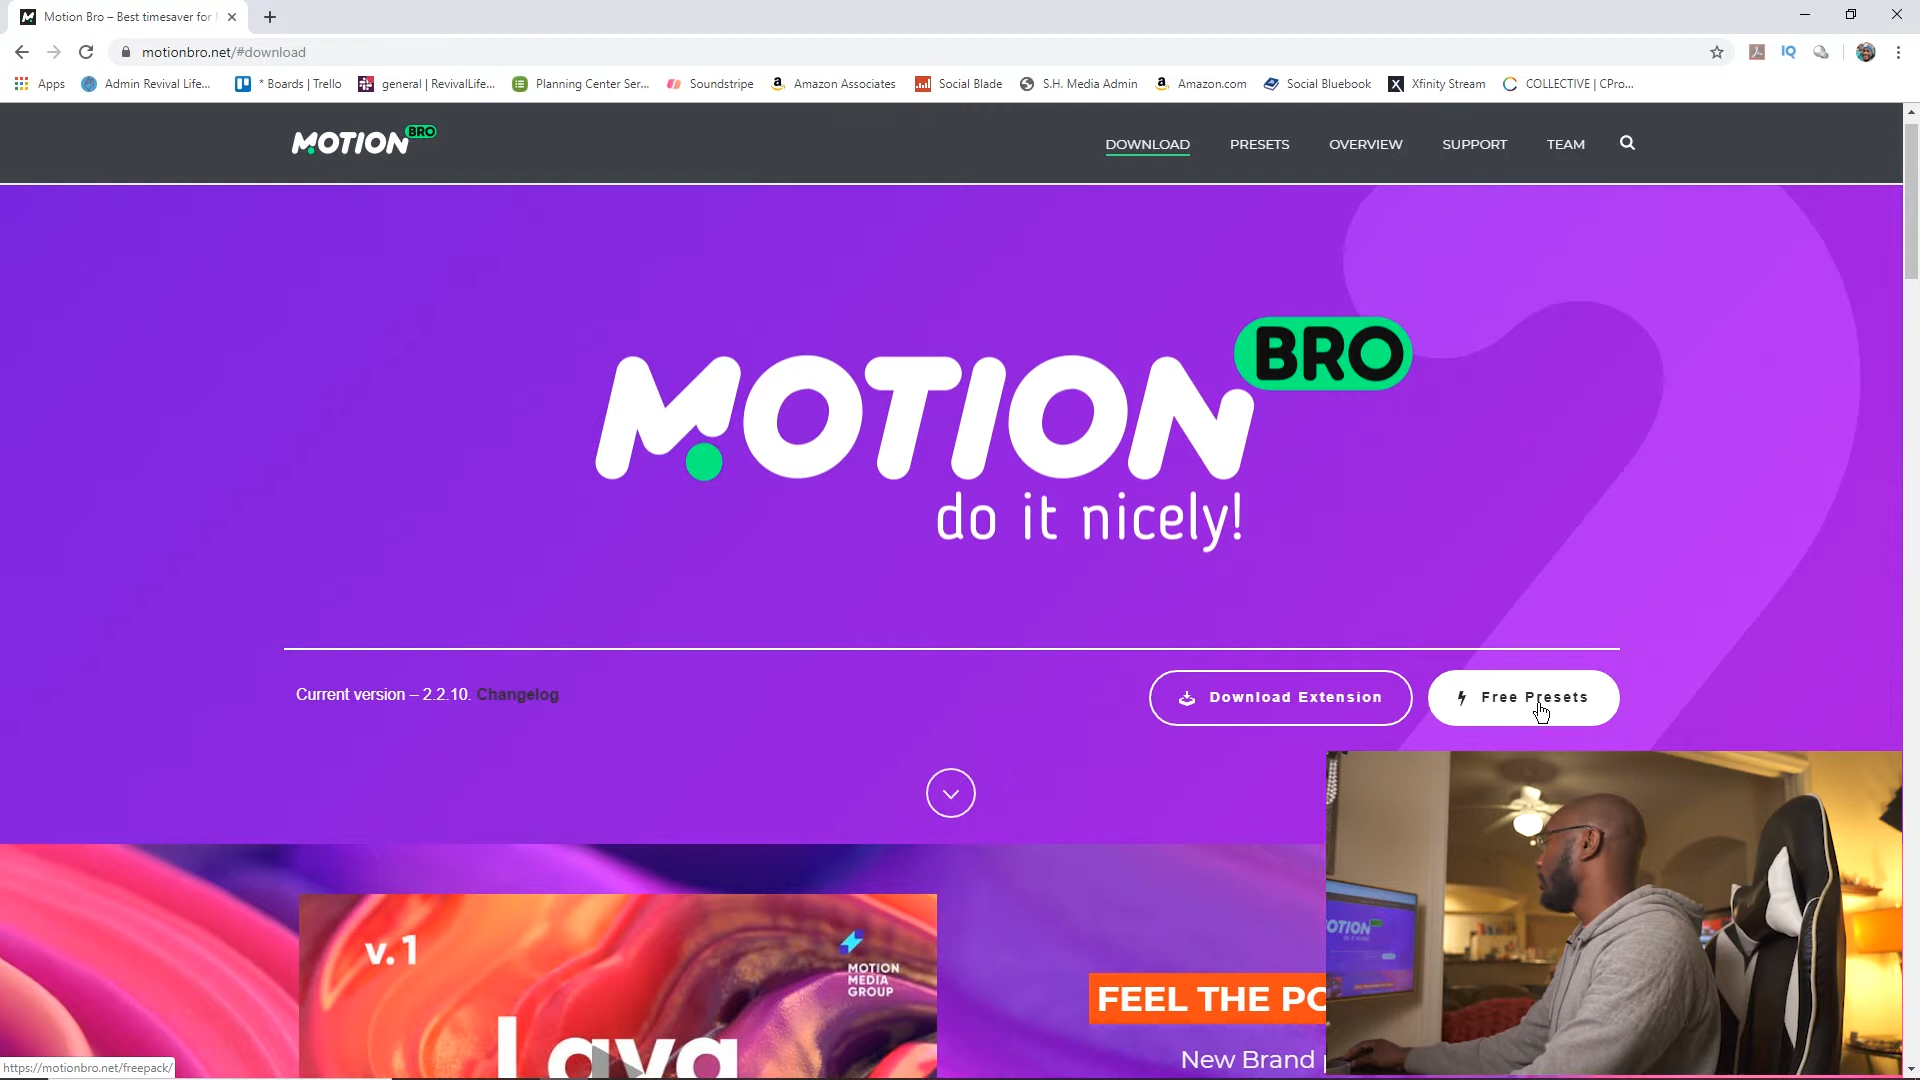 Motion Bro – Best timesaver for
motionbro.net/#download
Apps
Admin Revival Life...
* Boards | Trello
general | RevivalLife...
Planning Center Ser...
Soundstripe
Amazon Associates
Social Blade
S.H. Media Admin
Amazon.com
Social Bluebook
Xfinity Stream
COLLECTIVE | CPro...
MOTION BRO
DOWNLOAD
PRESETS
OVERVIEW
SUPPORT
TEAM
MOTION BRO
do it nicely!
Current version – 2.2.10. Changelog
Download Extension
Free Presets
v.1
MOTION
MEDIA
GROUP
Lava
FEEL THE PO
New Brand
https://motionbro.net/freepack/